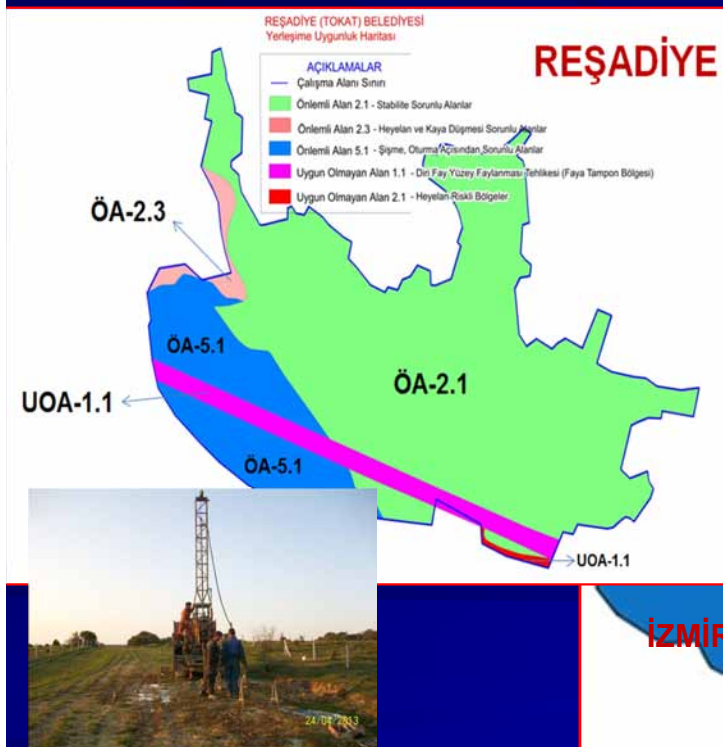 REŞADİYE (TOKAT) BELEDİYESİ
Yerleşime Uygunluk Haritası
REŞADİYE
AÇIKLAMALAR
Çalışma Alanı Sınırı
Önlemli Alan 2.1 - Stabilite Sorunlu Alanlar
Önlemli Alan 2.3 - Heyelan ve Kaya Düşmesi Sorunlu Alanlar
Önlemli Alan 5.1 - Şişme, Oturma Açısından Sorunlu Alanlar
Uygun Olmayan Alan 1.1 - Diri Fay Yüzey Faylanması Tehlikesi (Faya Tampon Bölgesi)
Uygun Olmayan Alan 2.1 - Heyelan Riskli Bölgeler
ÖA-2.3
ÖA-5.1
ÖA-2.1
UOA-1.1
ÖA-5.1
UOA-1.1
İZMİR
24/04/2013